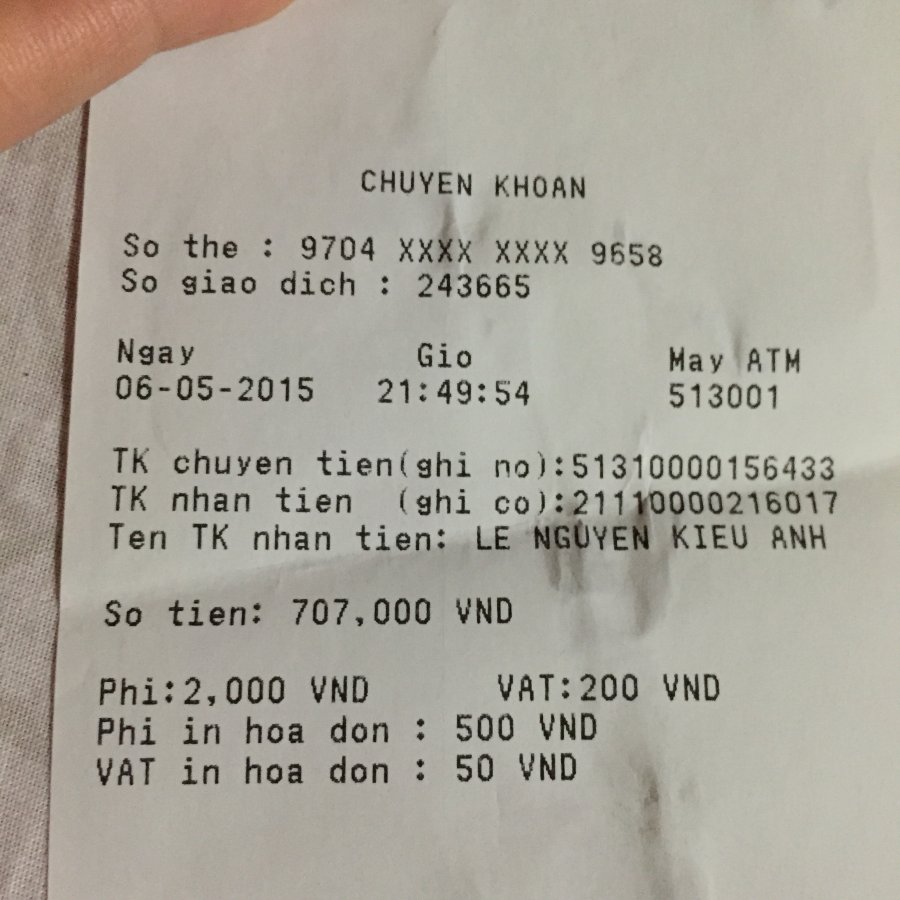 CHUYEN KHOAN
So the : 9704 XXXX XXXX 9658
So giao dich : 243665
Ngay Gio May ATM
06-05-2015 21:49:54 513001
TK chuyen tien(ghi no):51310000156433
TK nhan tien (ghi co):21110000216017
Ten TK nhan tien: LE NGUYEN KIEU ANH
So tien: 707,000 VND
Phi:2,000 VND VAT:200 VND
Phi in hoa don : 500 VND
VAT in hoa don : 50 VND